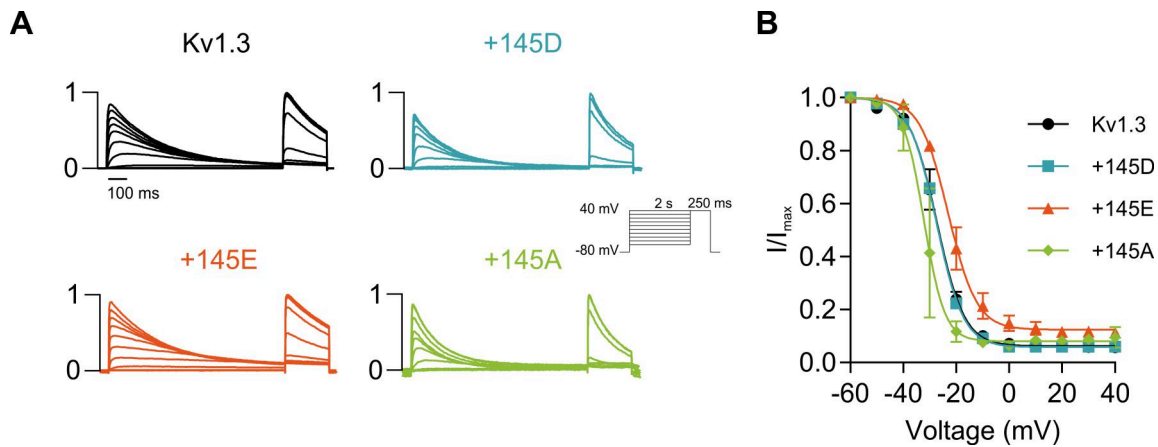 A
Kv1.3
1
0
100 ms
+145D
1
0
40 mV
2 s
250 ms
-80 mV
+145E
1
0
+145A
1
0
B
I/Imax
1.0
0.8
0.6
0.4
0.2
0.0
-60
-40
-20
0
20
40
Voltage (mV)
Kv1.3
+145D
+145E
+145A